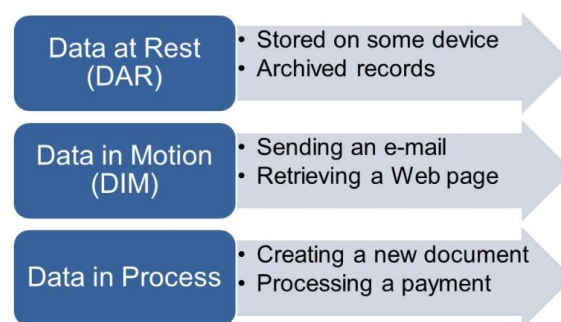 Data at Rest
(DAR)
• Stored on some device
• Archived records
Data in Motion
(DIM)
• Sending an e-mail
• Retrieving a Web page
Data in Process
• Creating a new document
• Processing a payment